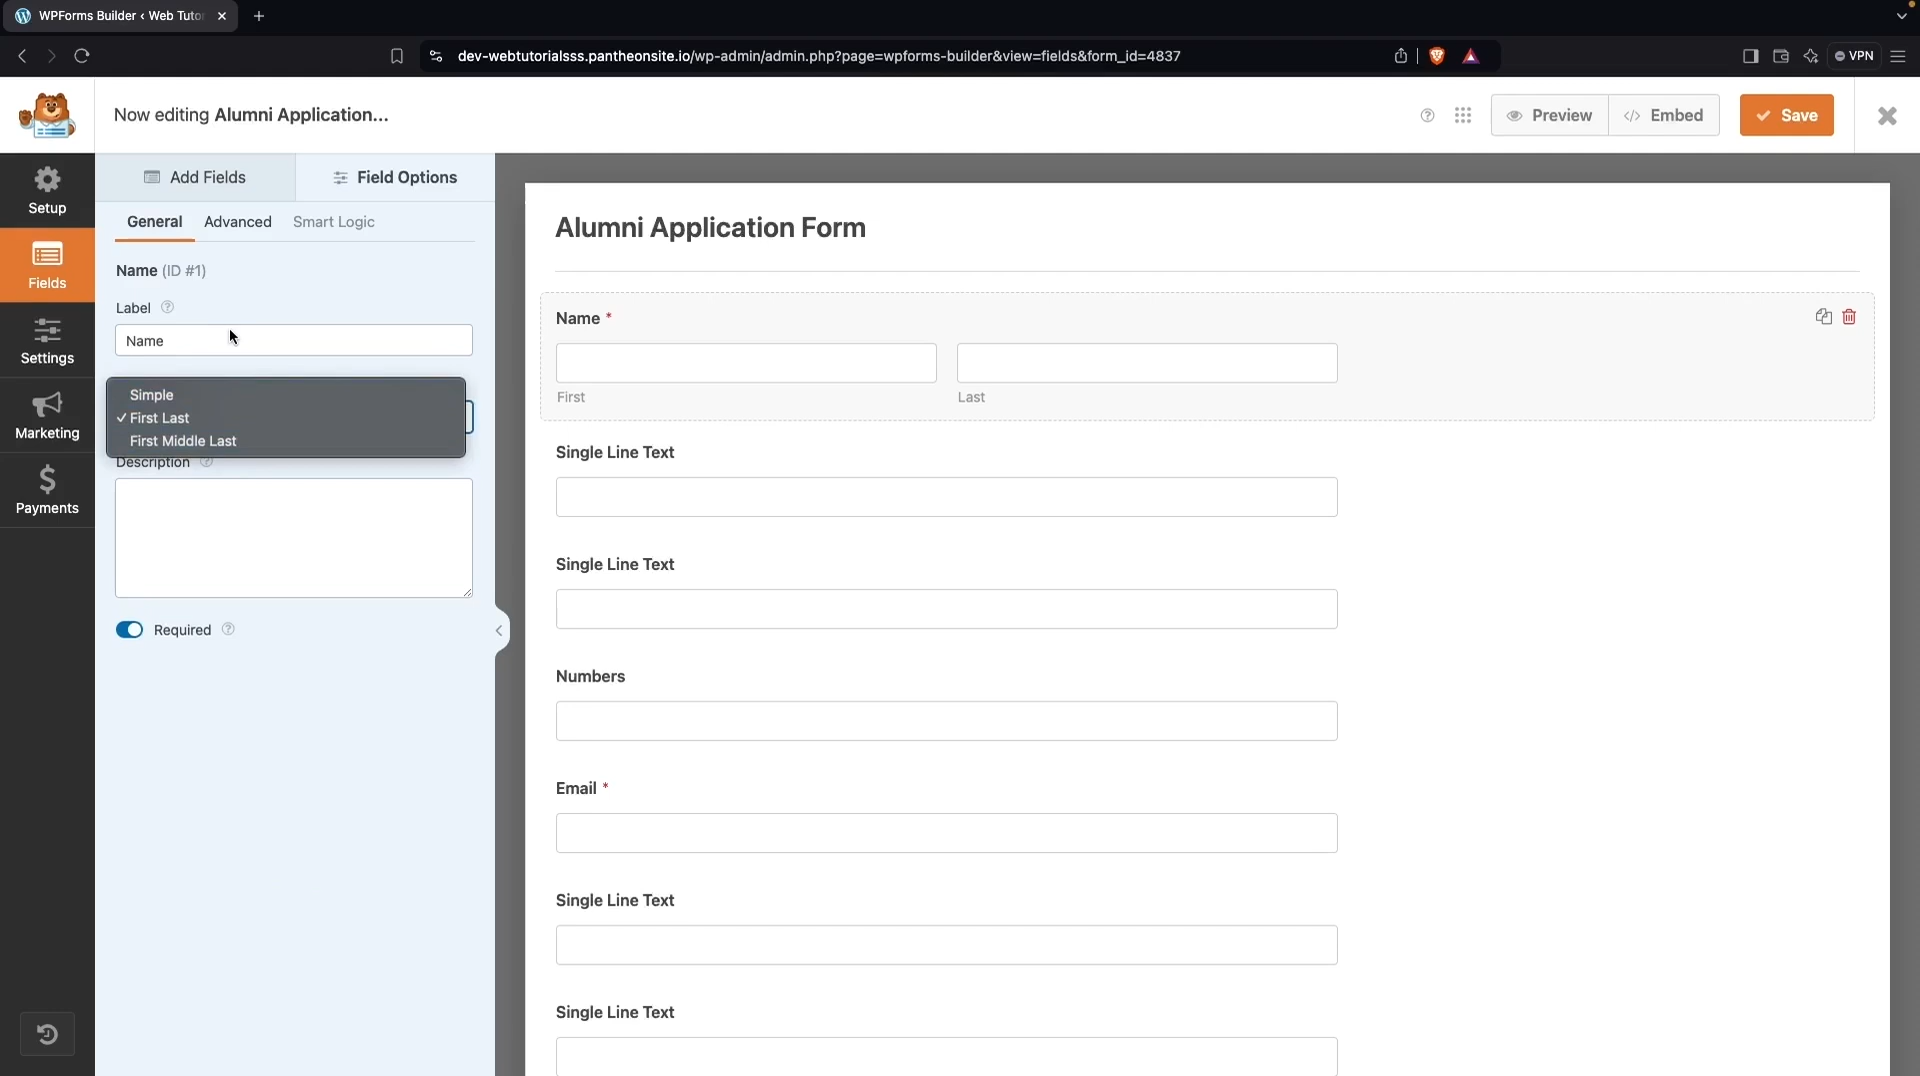 WPForms Builder ‹ Web Tuto
dev-webtutorialsss.pantheonsite.io/wp-admin/admin.php?page=wpforms-builder&view=fields&form_id=4837
VPN
Now editing Alumni Application...
Preview
Embed
Save
Setup
Fields
Settings
Marketing
Payments
Add Fields
Field Options
General
Advanced
Smart Logic
Name (ID #1)
Label
Name
Simple
✓ First Last
First Middle Last
Description
Required
Alumni Application Form
Name *
First
Last
Single Line Text
Single Line Text
Numbers
Email *
Single Line Text
Single Line Text